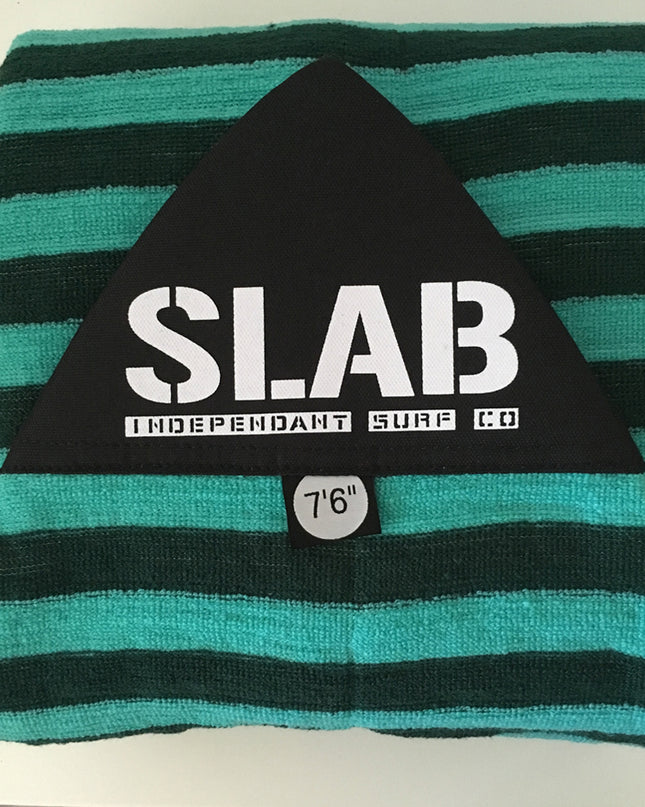 SLAB
INDEPENDANT SURF CO
7'6"